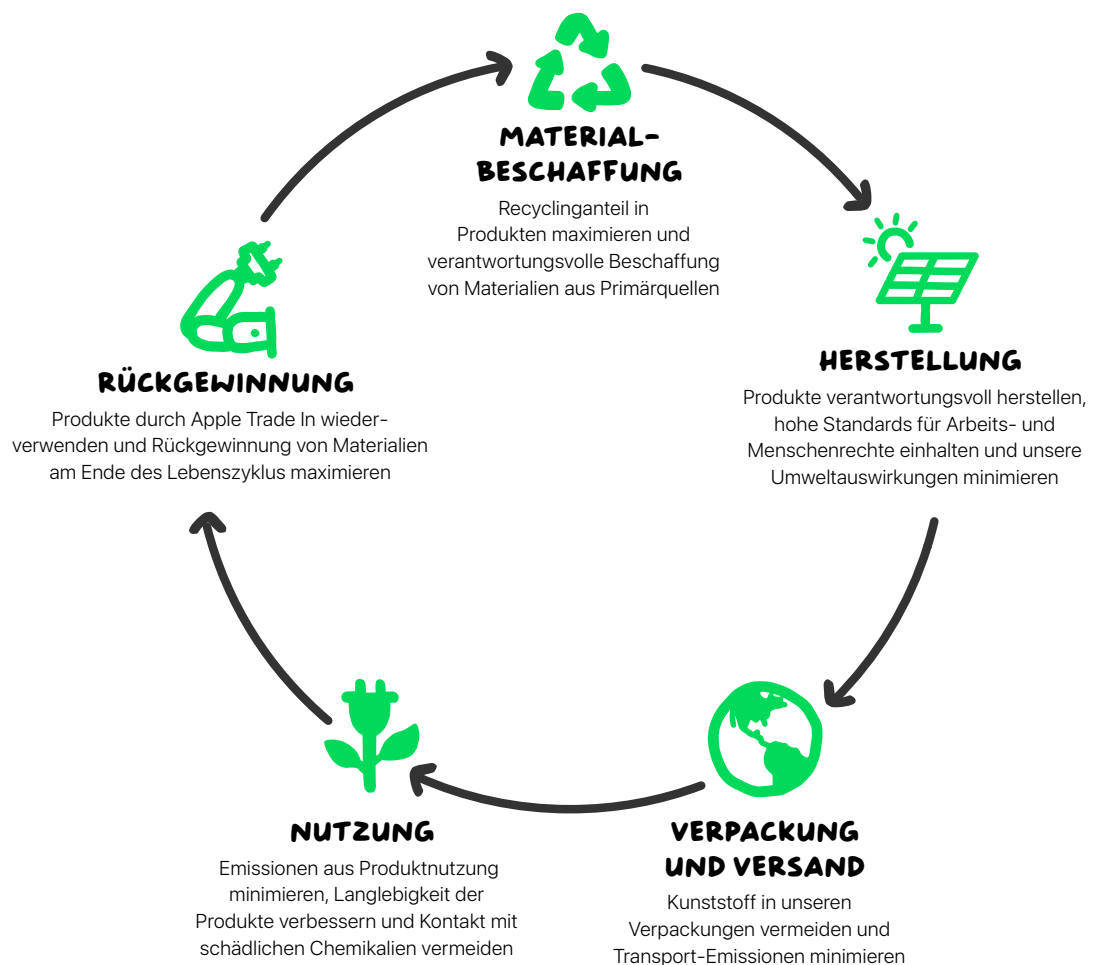 MATERIAL-
BESCHAFFUNG
Recyclinganteil in
Produkten maximieren und
verantwortungsvolle Beschaffung
von Materialien aus Primärquellen
HERSTELLUNG
Produkte verantwortungsvoll herstellen,
hohe Standards für Arbeits- und
Menschenrechte einhalten und unsere
Umweltauswirkungen minimieren
VERPACKUNG
UND VERSAND
Kunststoff in unseren
Verpackungen vermeiden und
Transport-Emissionen minimieren
NUTZUNG
Emissionen aus Produktnutzung
minimieren, Langlebigkeit der
Produkte verbessern und Kontakt mit
schädlichen Chemikalien vermeiden
RÜCKGEWINNUNG
Produkte durch Apple Trade In wieder-
verwenden und Rückgewinnung von Materialien
am Ende des Lebenszyklus maximieren